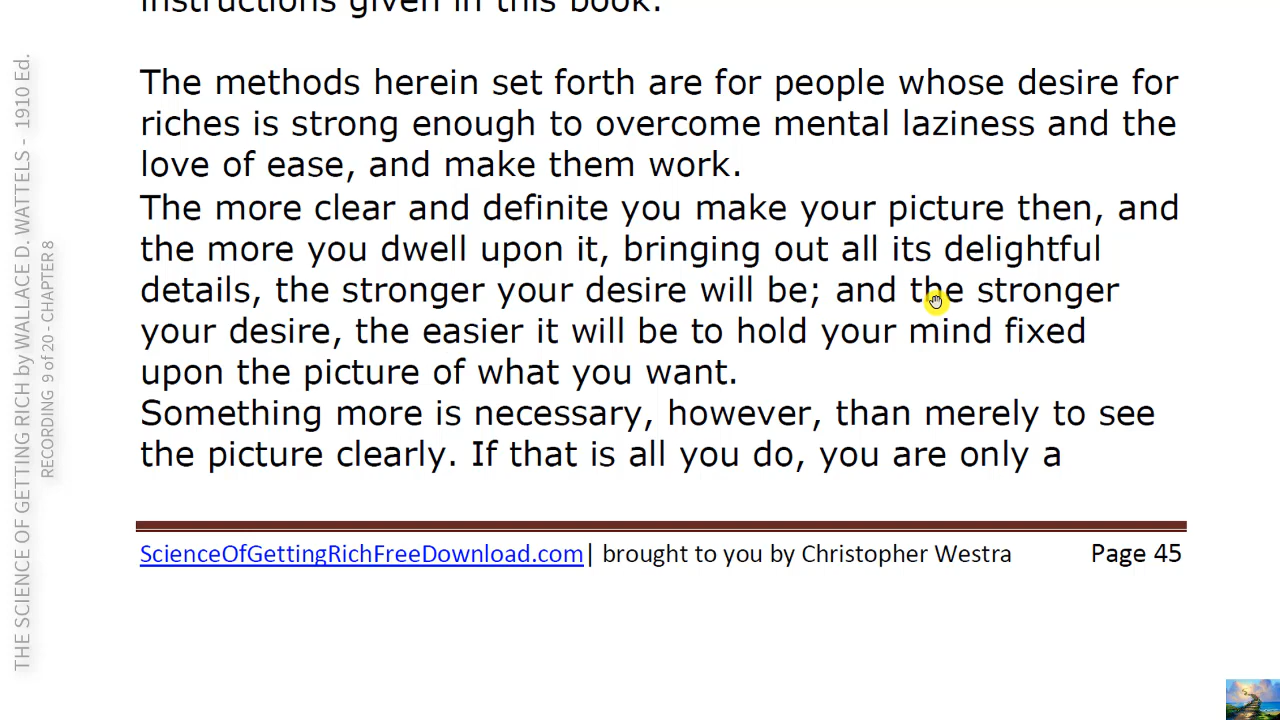 instructions given in this book.
The methods herein set forth are for people whose desire for
riches is strong enough to overcome mental laziness and the
love of ease, and make them work.
The more clear and definite you make your picture then, and
the more you dwell upon it, bringing out all its delightful
details, the stronger your desire will be; and the stronger
your desire, the easier it will be to hold your mind fixed
upon the picture of what you want.
Something more is necessary, however, than merely to see
the picture clearly. If that is all you do, you are only a
ScienceOfGettingRichFreeDownload.com| brought to you by Christopher Westra Page 45
THE SCIENCE OF GETTING RICH by WALLACE D. WATTELS - 1910 Ed.
RECORDING 9 of 20 - CHAPTER 8